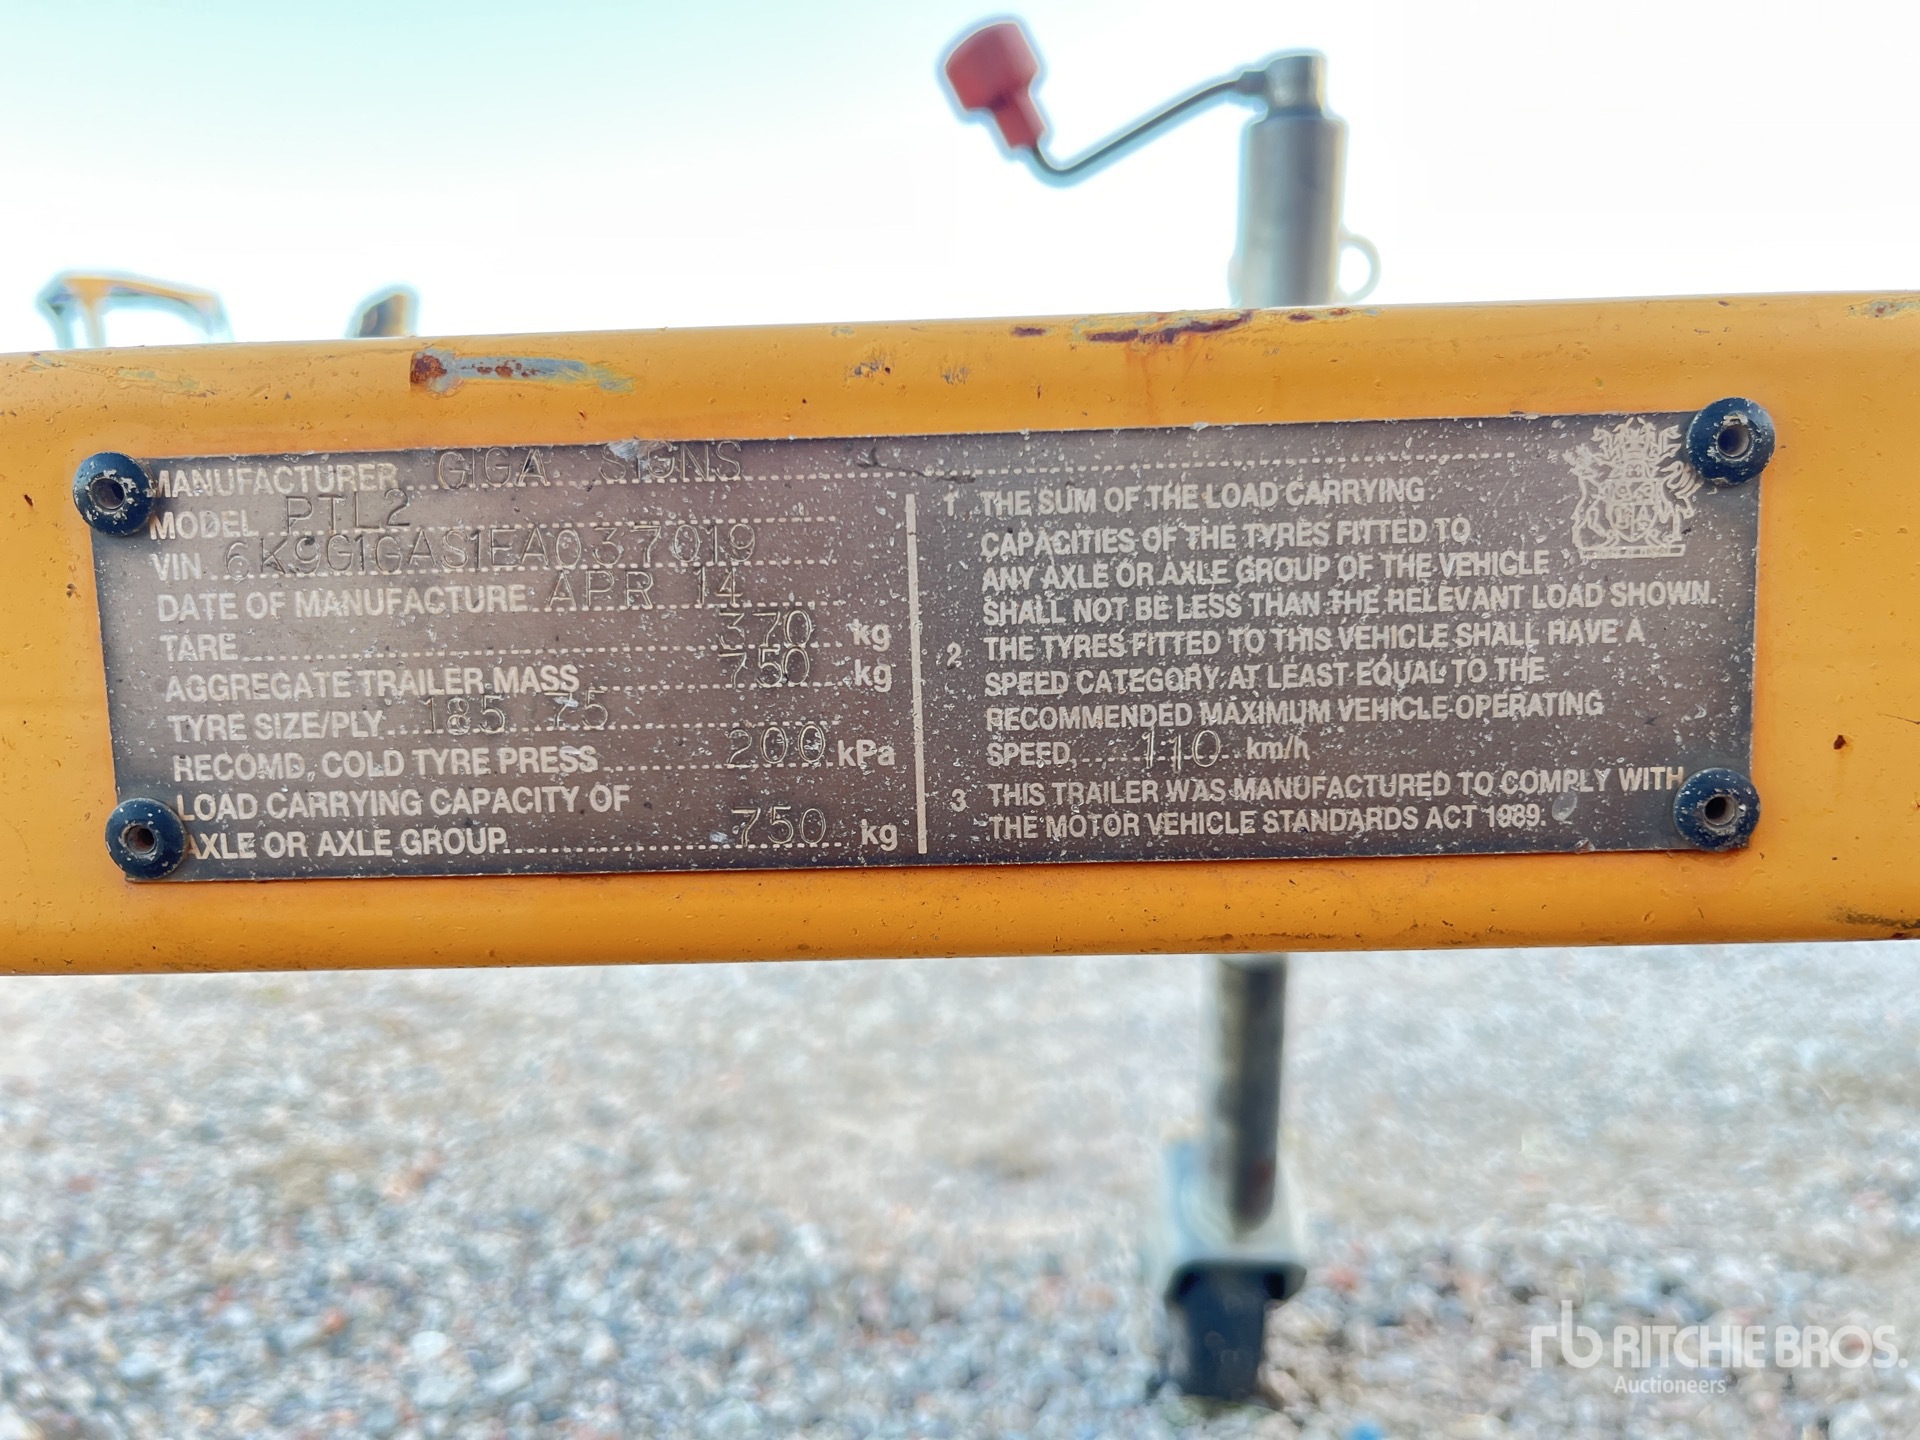 MANUFACTURER GIGA SIGNS
MODEL PTL2
VIN 6K9G1GAS1EA037019
DATE OF MANUFACTURE APR 14
TARE 370 kg
AGGREGATE TRAILER MASS 750 kg
TYRE SIZE/PLY 185 75
RECOMD. COLD TYRE PRESS 200 kPa
LOAD CARRYING CAPACITY OF
AXLE OR AXLE GROUP 750 kg
1 THE SUM OF THE LOAD CARRYING
CAPACITIES OF THE TYRES FITTED TO
ANY AXLE OR AXLE GROUP OF THE VEHICLE
SHALL NOT BE LESS THAN THE RELEVANT LOAD SHOWN.
2 THE TYRES FITTED TO THIS VEHICLE SHALL HAVE A
SPEED CATEGORY AT LEAST EQUAL TO THE
RECOMMENDED MAXIMUM VEHICLE OPERATING
SPEED, 110 km/h
3 THIS TRAILER WAS MANUFACTURED TO COMPLY WITH
THE MOTOR VEHICLE STANDARDS ACT 1989.
rb RITCHIE BROS.
Auctioneers